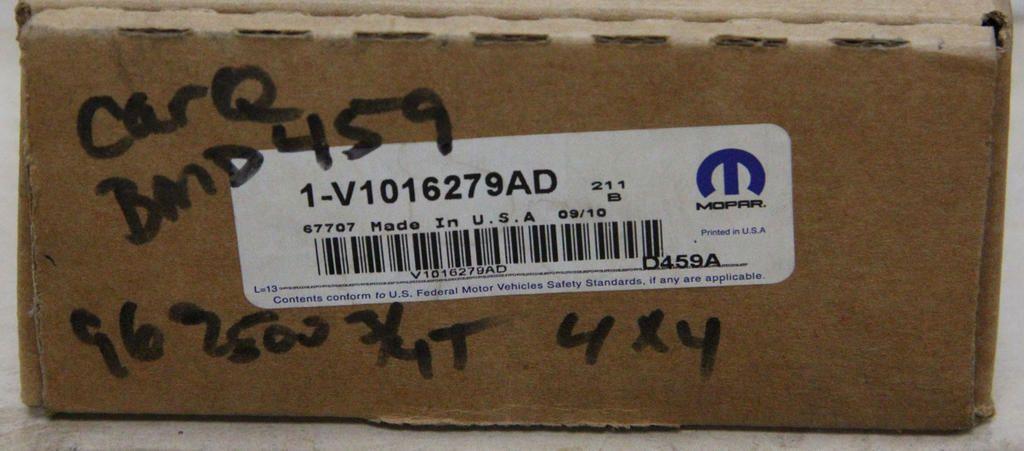 CarQ
BMD459
1-V1016279AD
211
B
MOPAR.
67707 Made In U.S.A 09/10
Printed in U.S.A
V1016279AD
D459A
L=13
Contents conform to U.S. Federal Motor Vehicles Safety Standards, if any are applicable.
96 2500 3/4T 4x4